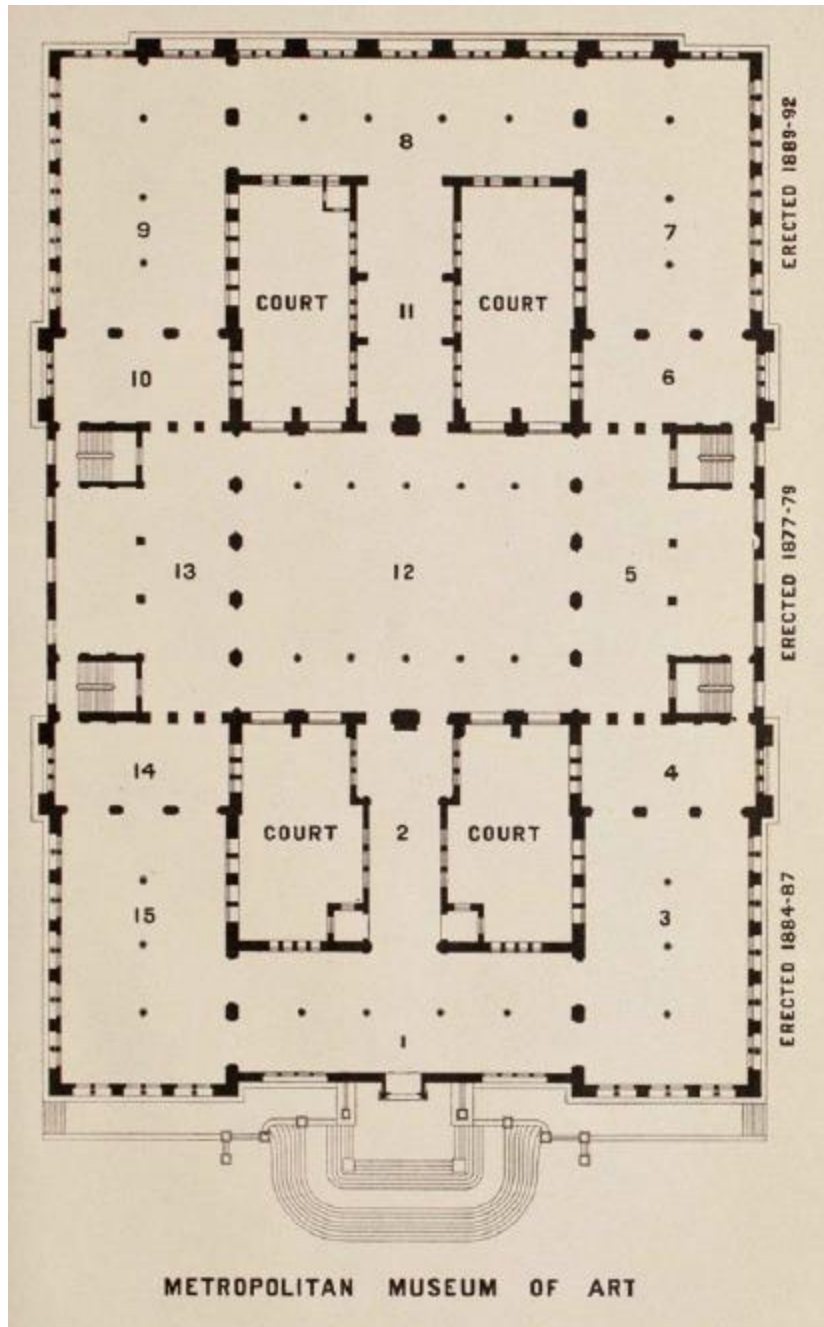 8
9
7
ERECTED 1889-92
COURT
11
COURT
10
6
13
12
5
ERECTED 1877-79
14
4
COURT
2
COURT
15
3
ERECTED 1884-87
1
METROPOLITAN MUSEUM OF ART